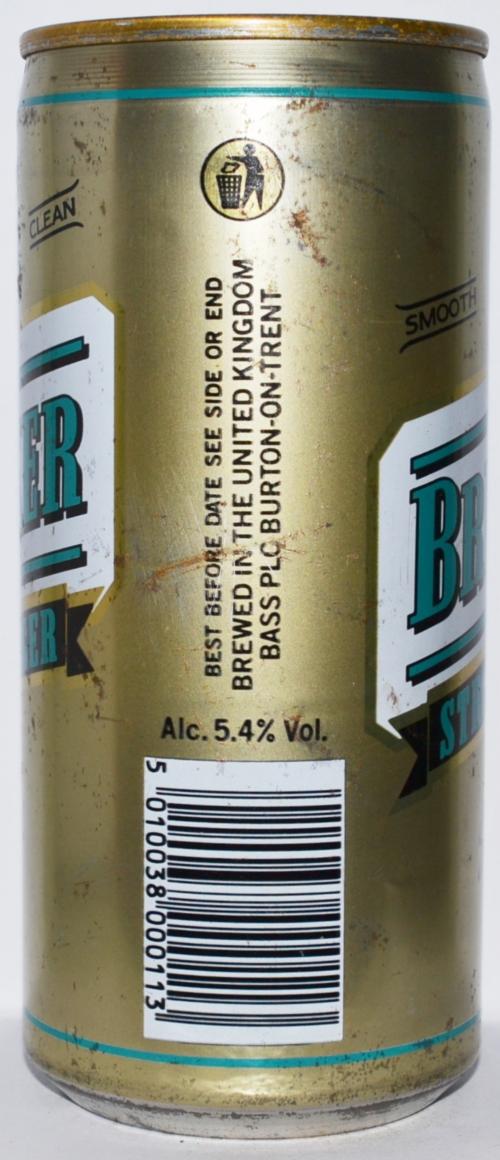 CLEAN
SMOOTH
BEST BEFORE DATE SEE SIDE OR END
BREWED IN THE UNITED KINGDOM
BASS PLC BURTON-ON-TRENT
Alc. 5.4% Vol.
5 010038 000113